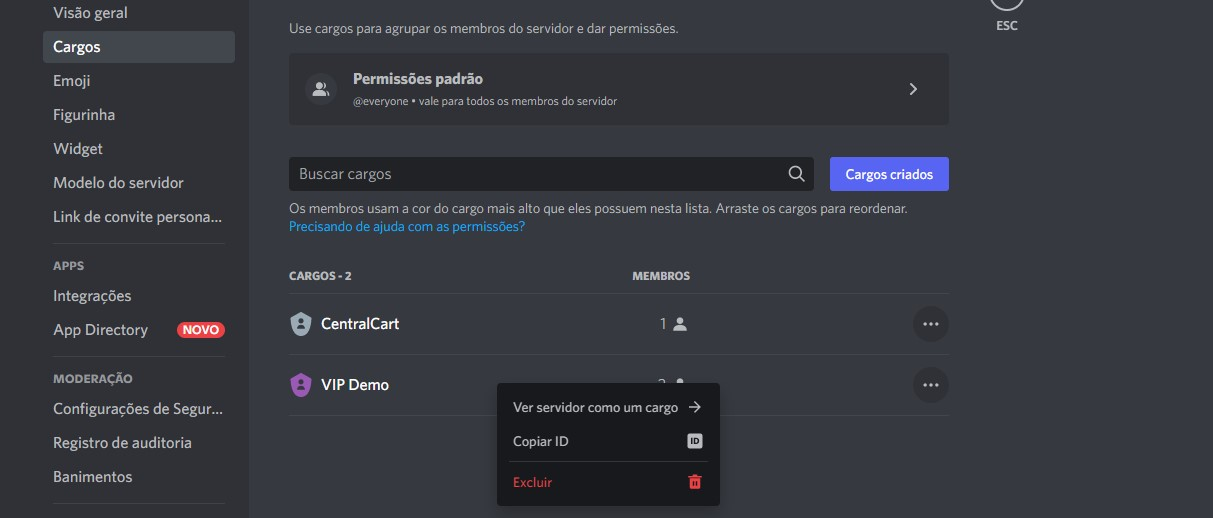 Visão geral
Cargos
Emoji
Figurinha
Widget
Modelo do servidor
Link de convite persona...
APPS
Integrações
App Directory NOVO
MODERAÇÃO
Configurações de Segur...
Registro de auditoria
Banimentos
ESC
Use cargos para agrupar os membros do servidor e dar permissões.
Permissões padrão
@everyone • vale para todos os membros do servidor
Buscar cargos
Cargos criados
Os membros usam a cor do cargo mais alto que eles possuem nesta lista. Arraste os cargos para reordenar.
Precisando de ajuda com as permissões?
CARGOS - 2 MEMBROS
CentralCart 1
VIP Demo
Ver servidor como um cargo
Copiar ID ID
Excluir